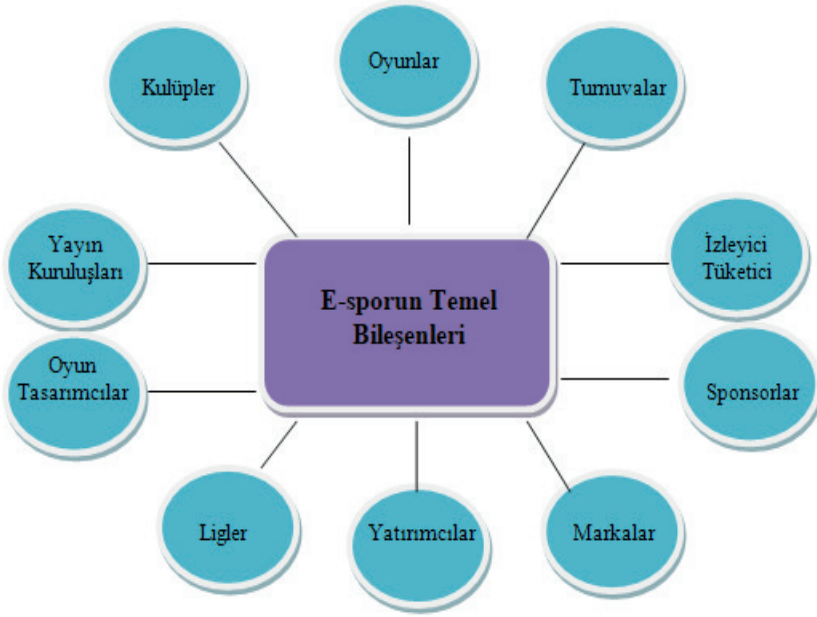 Oyunlar
Kulüpler
Turnuvalar
Yayın
Kuruluşları
İzleyici
Tüketici
E-sporun Temel
Bileşenleri
Oyun
Tasarımcılar
Sponsorlar
Ligler
Yatırımcılar
Markalar